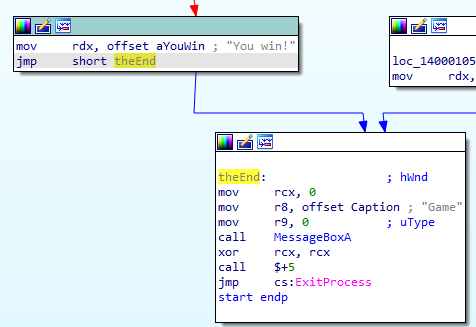 mov rdx, offset aYouWin ; "You win!"
jmp short theEnd
loc_14000105
mov rdx,
theEnd: ; hWnd
mov rcx, 0
mov r8, offset Caption ; "Game"
mov r9, 0 ; uType
call MessageBoxA
xor rcx, rcx
call $+5
jmp cs:ExitProcess
start endp